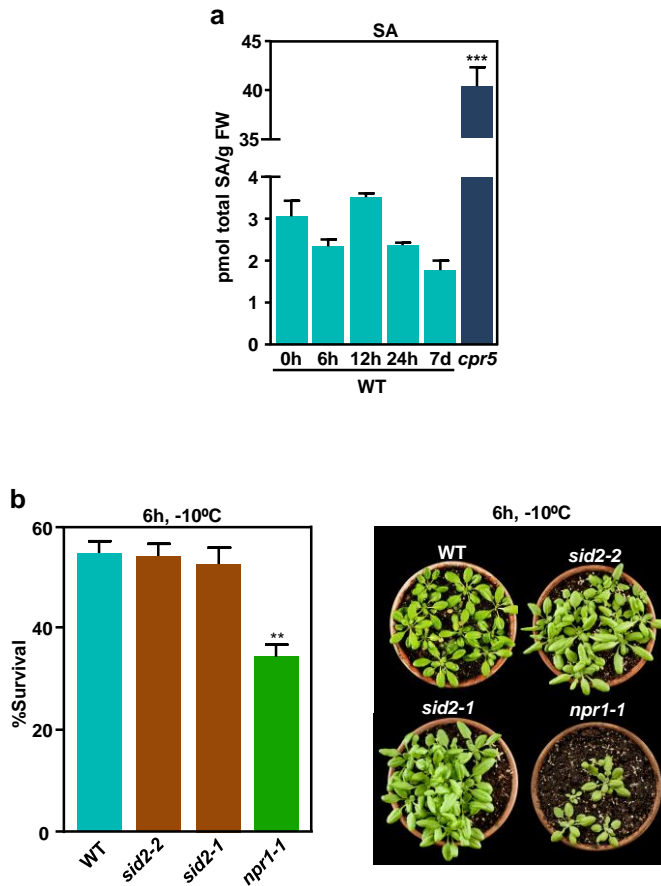 a
SA
pmol total SA/g FW
45
40
35
4
3
2
1
0
***
0h 6h 12h 24h 7d cpr5
WT
b
6h, -10ºC
%Survival
60
40
20
0
**
WT sid2-2 sid2-1 npr1-1
6h, -10ºC
WT sid2-2
sid2-1 npr1-1